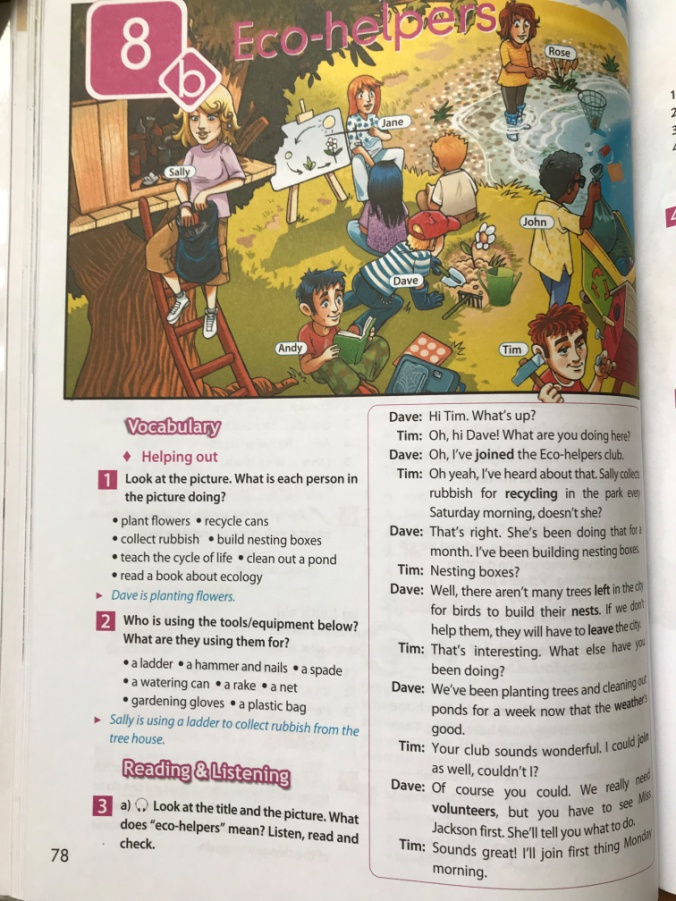 8
b
Eco-helpers
Rose
Jane
Sally
John
Dave
Andy
Tim
Vocabulary
♦ Helping out
1 Look at the picture. What is each person in
the picture doing?
• plant flowers • recycle cans
• collect rubbish • build nesting boxes
• teach the cycle of life • clean out a pond
• read a book about ecology
► Dave is planting flowers.
2 Who is using the tools/equipment below?
What are they using them for?
• a ladder • a hammer and nails • a spade
• a watering can • a rake • a net
• gardening gloves • a plastic bag
► Sally is using a ladder to collect rubbish from the
tree house.
Reading & Listening
3 a) Look at the title and the picture. What
does "eco-helpers" mean? Listen, read and
check.
78
Dave: Hi Tim. What's up?
Tim: Oh, hi Dave! What are you doing here?
Dave: Oh, I've joined the Eco-helpers club.
Tim: Oh yeah, I've heard about that. Sally collects
rubbish for recycling in the park every
Saturday morning, doesn't she?
Dave: That's right. She's been doing that for a
month. I've been building nesting boxes.
Tim: Nesting boxes?
Dave: Well, there aren't many trees left in the city
for birds to build their nests. If we don't
help them, they will have to leave the city.
Tim: That's interesting. What else have you
been doing?
Dave: We've been planting trees and cleaning out
ponds for a week now that the weather's
good.
Tim: Your club sounds wonderful. I could join
as well, couldn't I?
Dave: Of course you could. We really need
volunteers, but you have to see Miss
Jackson first. She'll tell you what to do.
Tim: Sounds great! I'll join first thing Monday
morning.
1
2
3
4
4